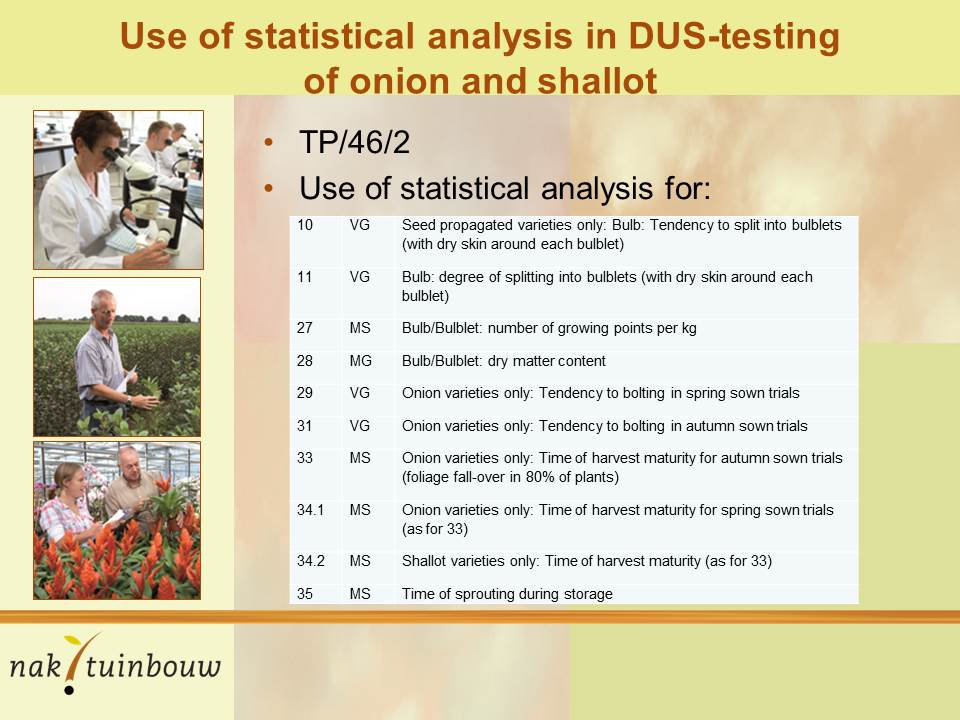 Use of statistical analysis in DUS-testing
of onion and shallot
• TP/46/2
• Use of statistical analysis for:
10 VG Seed propagated varieties only: Bulb: Tendency to split into bulblets
(with dry skin around each bulblet)
11 VG Bulb: degree of splitting into bulblets (with dry skin around each
bulblet)
27 MS Bulb/Bulblet: number of growing points per kg
28 MG Bulb/Bulblet: dry matter content
29 VG Onion varieties only: Tendency to bolting in spring sown trials
31 VG Onion varieties only: Tendency to bolting in autumn sown trials
33 MS Onion varieties only: Time of harvest maturity for autumn sown trials
(foliage fall-over in 80% of plants)
34.1 MS Onion varieties only: Time of harvest maturity for spring sown trials
(as for 33)
34.2 MS Shallot varieties only: Time of harvest maturity (as for 33)
35 MS Time of sprouting during storage
nak tuinbouw